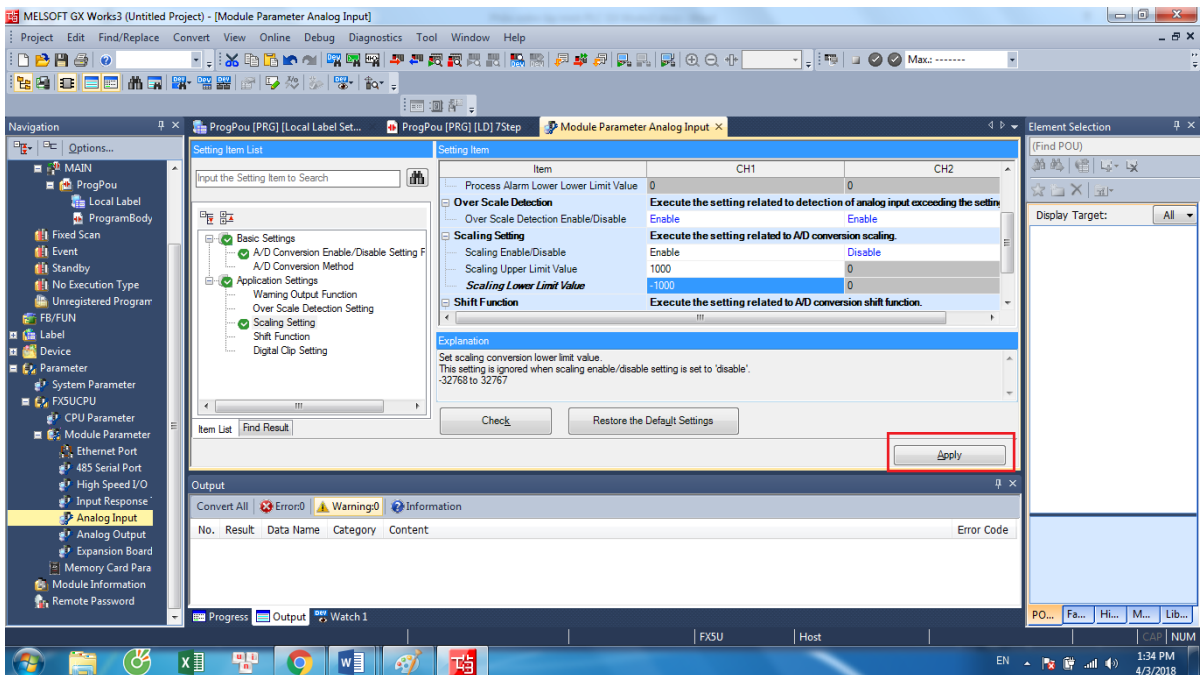 MELSOFT GX Works3 (Untitled Project) - [Module Parameter Analog Input]
Project Edit Find/Replace Convert View Online Debug Diagnostics Tool Window Help
Max.: -------
Navigation
ProgPou [PRG] [Local Label Set...
ProgPou [PRG] [LD] 7Step
Module Parameter Analog Input
Element Selection
Options...
MAIN
ProgPou
Local Label
ProgramBody
Fixed Scan
Event
Standby
No Execution Type
Unregistered Program
FB/FUN
Label
Device
Parameter
System Parameter
FX5UCPU
CPU Parameter
Module Parameter
Ethernet Port
485 Serial Port
High Speed I/O
Input Response
Analog Input
Analog Output
Expansion Board
Memory Card Para
Module Information
Remote Password
Setting Item List
Input the Setting Item to Search
Basic Settings
A/D Conversion Enable/Disable Setting F
A/D Conversion Method
Application Settings
Warning Output Function
Over Scale Detection Setting
Scaling Setting
Shift Function
Digital Clip Setting
Item List Find Result
Setting Item
Item CH1 CH2
Process Alarm Lower Lower Limit Value 0 0
Over Scale Detection Execute the setting related to detection of analog input exceeding the setting
Over Scale Detection Enable/Disable Enable Enable
Scaling Setting Execute the setting related to A/D conversion scaling.
Scaling Enable/Disable Enable Disable
Scaling Upper Limit Value 1000 0
Scaling Lower Limit Value -1000 0
Shift Function Execute the setting related to A/D conversion shift function.
Explanation
Set scaling conversion lower limit value.
This setting is ignored when scaling enable/disable setting is set to 'disable'.
-32768 to 32767
Check Restore the Default Settings
Apply
Output
Convert All Error:0 Warning:0 Information
No. Result Data Name Category Content Error Code
Progress Output Watch 1
(Find POU)
Display Target: All
PO... Fa... Hi... M... Lib...
FX5U Host CAP NUM
EN 1:34 PM
4/3/2018